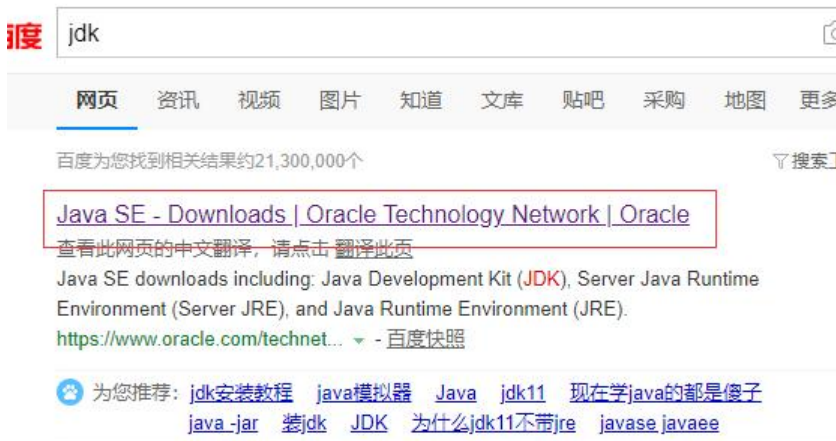 百度 jdk
网页 资讯 视频 图片 知道 文库 贴吧 采购 地图 更多
百度为您找到相关结果约21,300,000个 搜索工
Java SE - Downloads | Oracle Technology Network | Oracle
查看此网页的中文翻译，请点击 翻译此页
Java SE downloads including: Java Development Kit (JDK), Server Java Runtime
Environment (Server JRE), and Java Runtime Environment (JRE).
https://www.oracle.com/technet... - 百度快照
为您推荐： jdk安装教程 java模拟器 Java jdk11 现在学java的都是傻子
java -jar 装jdk JDK 为什么jdk11不带jre javase javaee